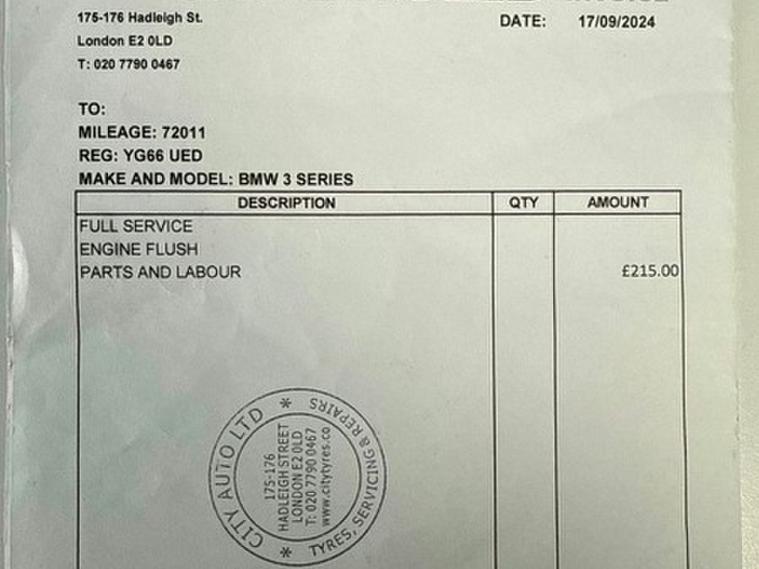 175-176 Hadleigh St.
DATE: 17/09/2024
London E2 0LD
T: 020 7790 0467
TO:
MILEAGE: 72011
REG: YG66 UED
MAKE AND MODEL: BMW 3 SERIES
DESCRIPTION QTY AMOUNT
FULL SERVICE
ENGINE FLUSH
PARTS AND LABOUR £215.00
CITY AUTO LTD
* TYRES, SERVICING & REPAIRS *
175-176
HADLEIGH STREET
LONDON E2 0LD
T: 020 7790 0467
www.citytyres.co